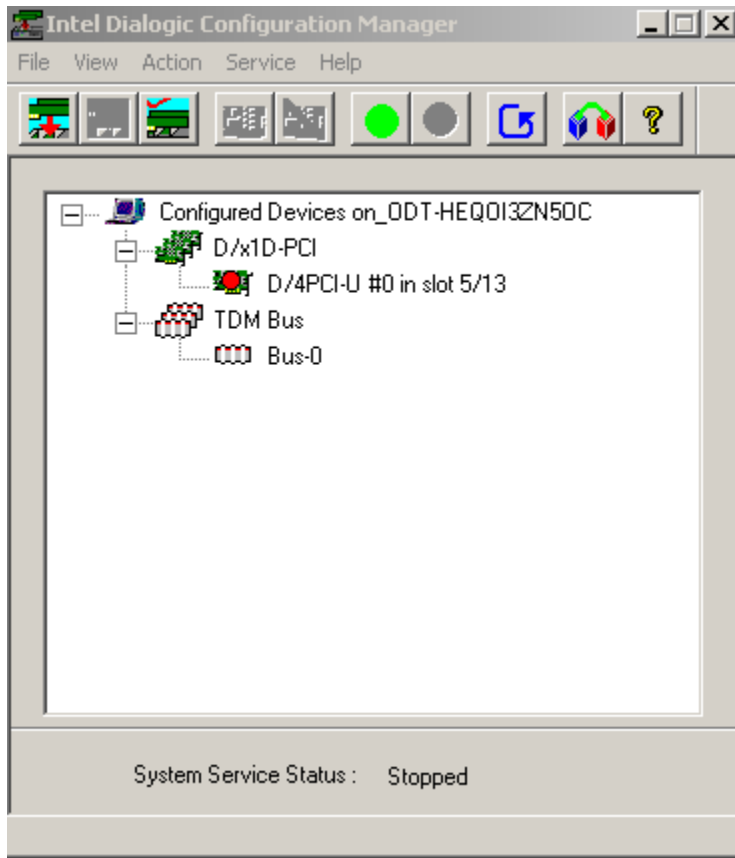 Intel Dialogic Configuration Manager
File View Action Service Help
?
Configured Devices on_ODT-HEQOI3ZN5OC
D/x1D-PCI
D/4PCI-U #0 in slot 5/13
TDM Bus
Bus-0
System Service Status : Stopped